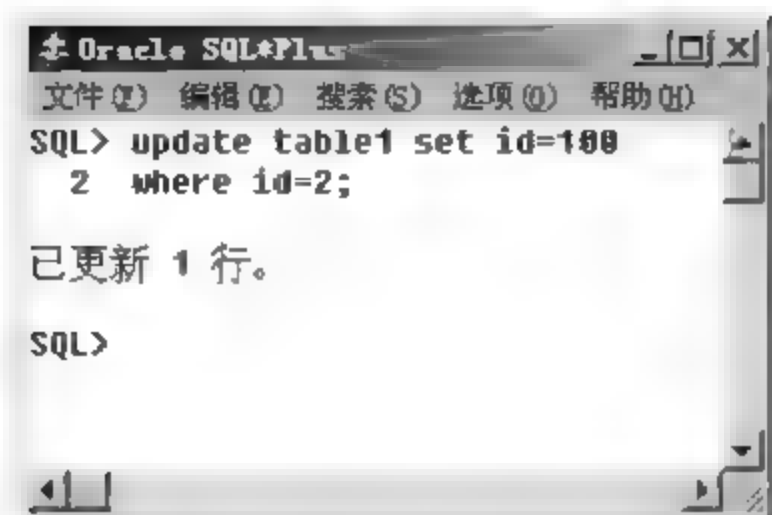 Oracle SQL*Plus
文件(F) 编辑(E) 搜索(S) 选项(O) 帮助(H)
SQL> update table1 set id=100
2 where id=2;
已更新 1 行。
SQL>